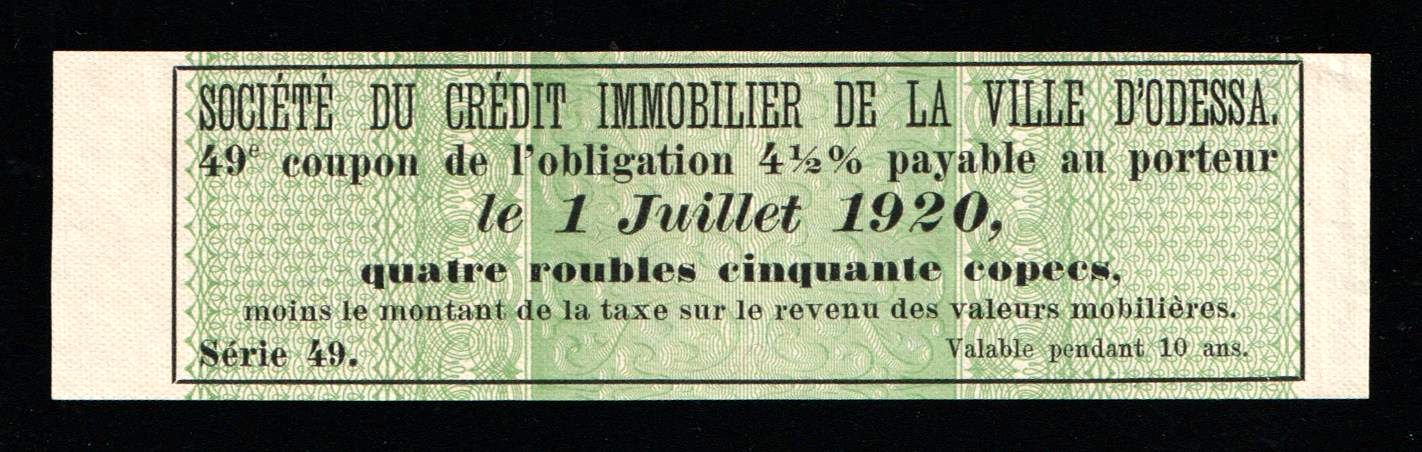 SOCIÉTÉ DU CRÉDIT IMMOBILIER DE LA VILLE D'ODESSA.
49e coupon de l'obligation 4½% payable au porteur
le 1 Juillet 1920,
quatre roubles cinquante copecs,
moins le montant de la taxe sur le revenu des valeurs mobilières.
Série 49. Valable pendant 10 ans.